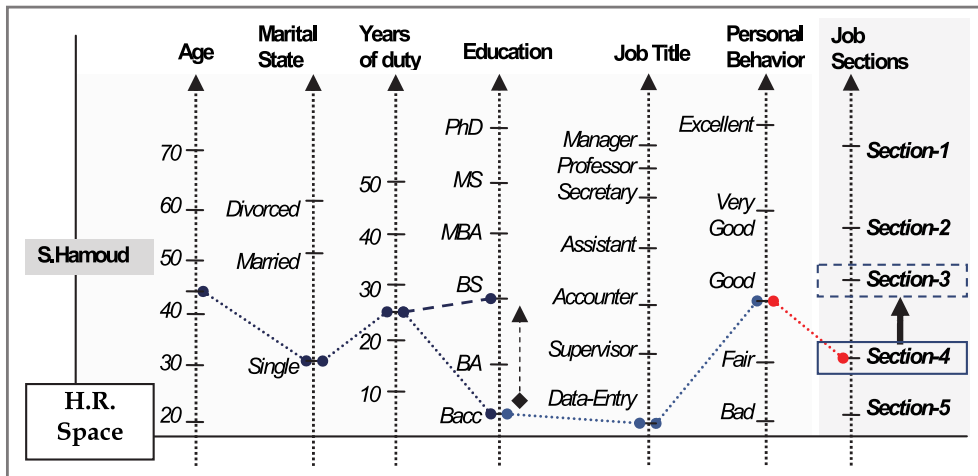 Age
Marital
State
Years
of duty
Education
Job Title
Personal
Behavior
Job
Sections
70
60
50
40
30
20
Divorced
Married
Single
50
40
30
20
10
PhD
MS
MBA
BS
BA
Bacc
Manager
Professor
Secretary
Assistant
Accounter
Supervisor
Data-Entry
Excellent
Very
Good
Good
Fair
Bad
Section-1
Section-2
Section-3
Section-4
Section-5
S.Hamoud
H.R.
Space